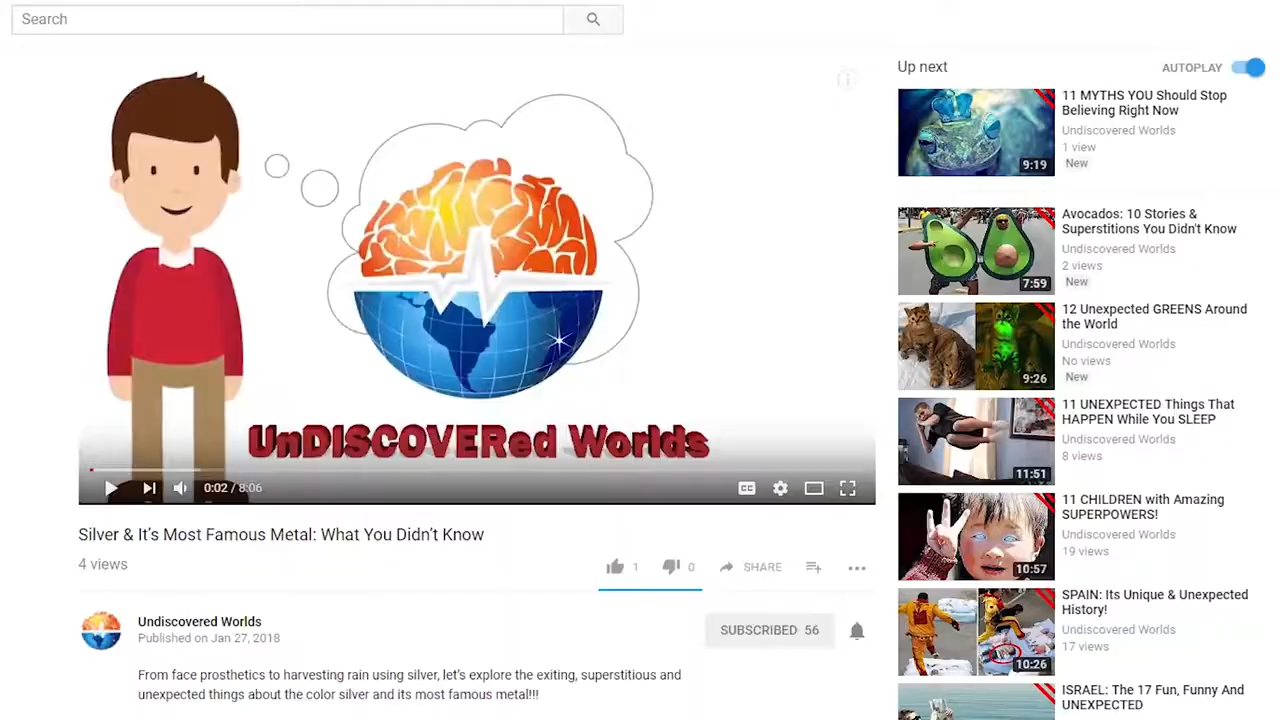 Search
UnDISCOVERed Worlds
0:02 / 8:06
CC
Silver & It’s Most Famous Metal: What You Didn’t Know
4 views
1
0
SHARE
Undiscovered Worlds
Published on Jan 27, 2018
SUBSCRIBED 56
From face prosthetics to harvesting rain using silver, let’s explore the exiting, superstitious and
unexpected things about the color silver and its most famous metal!!!
Up next
AUTOPLAY
9:19
11 MYTHS YOU Should Stop
Believing Right Now
Undiscovered Worlds
1 view
New
7:59
Avocados: 10 Stories &
Superstitions You Didn't Know
Undiscovered Worlds
2 views
New
9:26
12 Unexpected GREENS Around
the World
Undiscovered Worlds
No views
New
11:51
11 UNEXPECTED Things That
HAPPEN While You SLEEP
Undiscovered Worlds
8 views
10:57
11 CHILDREN with Amazing
SUPERPOWERS!
Undiscovered Worlds
19 views
10:26
SPAIN: Its Unique & Unexpected
History!
Undiscovered Worlds
17 views
ISRAEL: The 17 Fun, Funny And
UNEXPECTED